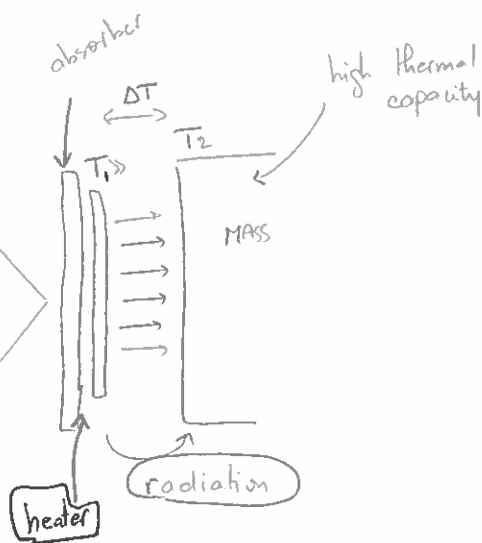 absorber
high thermal
capacity
ΔT
T2
T1 >>
MASS
radiation
heater